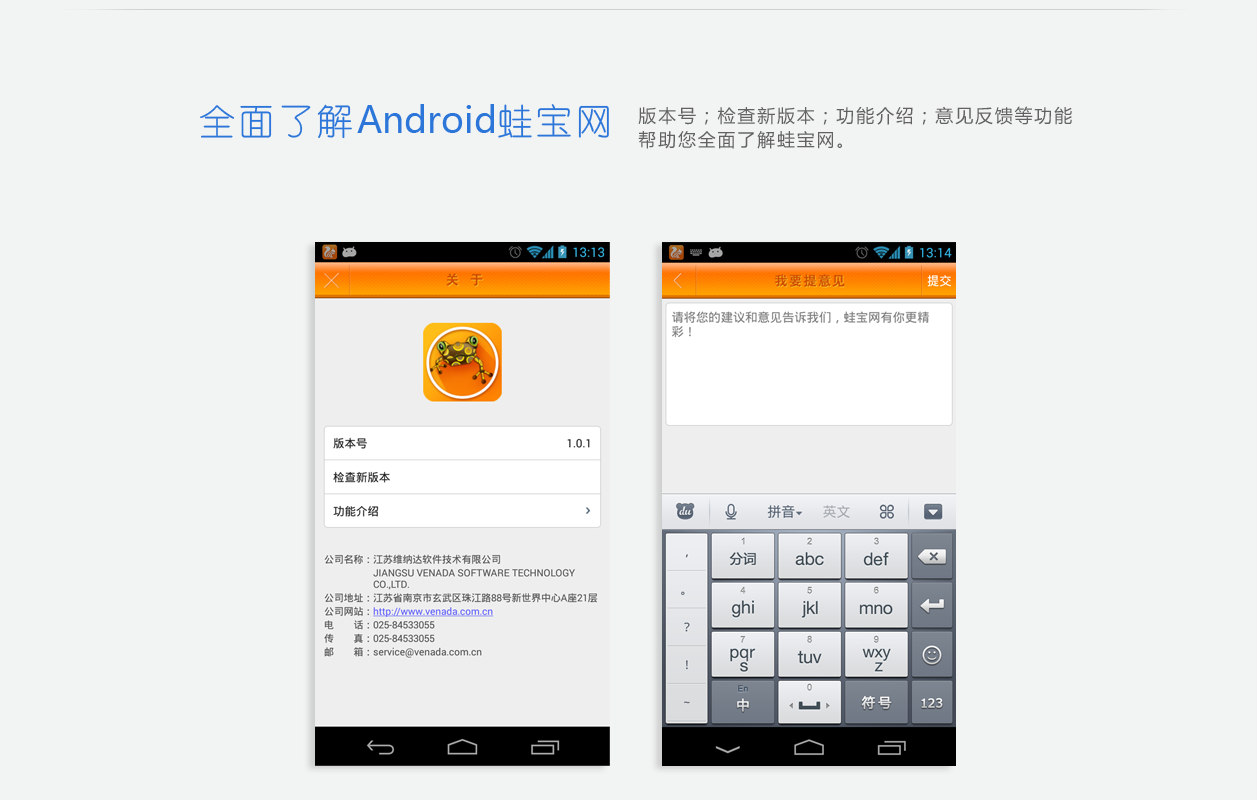 全面了解Android蛙宝网
版本号；检查新版本；功能介绍；意见反馈等功能
帮助您全面了解蛙宝网。
13:13
关 于
版本号 1.0.1
检查新版本
功能介绍
公司名称：江苏维纳达软件技术有限公司
JIANGSU VENADA SOFTWARE TECHNOLOGY
CO.,LTD.
公司地址：江苏省南京市玄武区珠江路88号新世界中心A座21层
公司网站：http://www.venada.com.cn
电 话：025-84533055
传 真：025-84533055
邮 箱：service@venada.com.cn
13:14
我要提意见 提交
请将您的建议和意见告诉我们，蛙宝网有你更精
彩！
du 拼音 英文
， 1 分词 2 abc 3 def
。 4 ghi 5 jkl 6 mno
? 7 pqrs 8 tuv 9 wxyz
!
~ En 中 0 符号 123